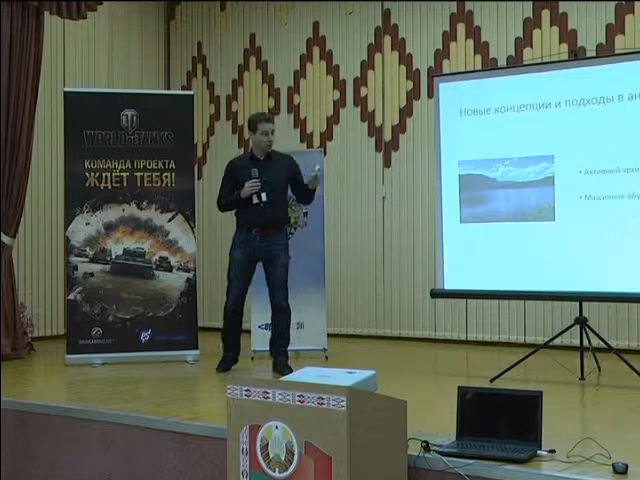 WORLD OF TANKS
КОМАНДА ПРОЕКТА
ЖДЁТ ТЕБЯ!
Новые концепции и подходы в ан
• Активный архи
• Машинное обу